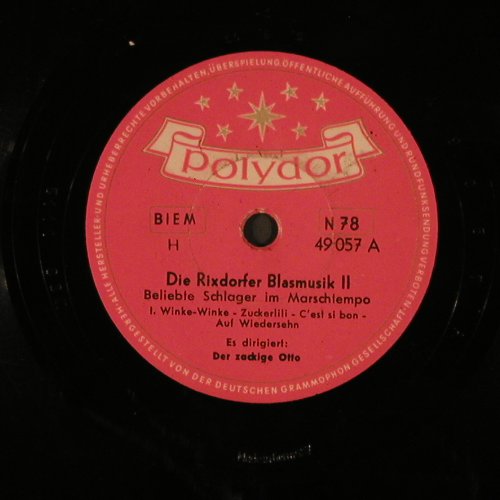 ALLE HERSTELLER- UND URHEBERRECHTE VORBEHALTEN. ÜBERSPIELUNG, ÖFFENTLICHE AUFFÜHRUNG UND RUNDFUNKSENDUNG VERBOTEN
Polydor
BIEM
N 78
H
49 057 A
Die Rixdorfer Blasmusik II
Beliebte Schlager im Marschtempo
I. Winke-Winke - Zuckerlili - C'est si bon -
Auf Wiedersehn
Es dirigiert:
Der zackige Otto
HERGESTELLT VON DER DEUTSCHEN GRAMMOPHON GESELLSCHAFT